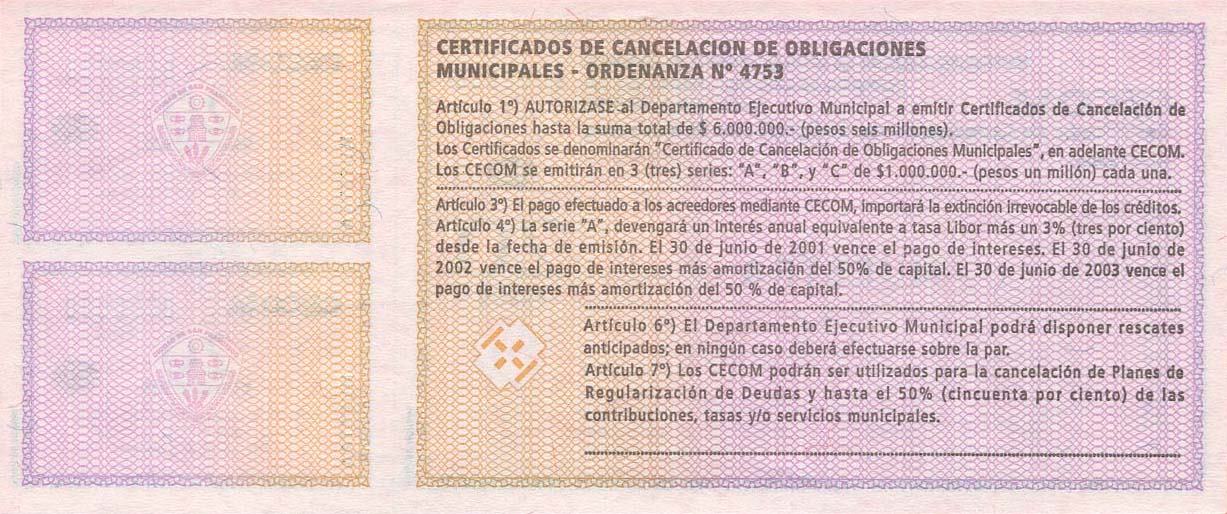 CERTIFICADOS DE CANCELACION DE OBLIGACIONES
MUNICIPALES - ORDENANZA Nº 4753
Artículo 1º) AUTORIZASE al Departamento Ejecutivo Municipal a emitir Certificados de Cancelación de
Obligaciones hasta la suma total de $ 6.000.000.- (pesos seis millones).
Los Certificados se denominarán "Certificado de Cancelación de Obligaciones Municipales", en adelante CECOM.
Los CECOM se emitirán en 3 (tres) series: "A", "B", y "C" de $1.000.000.- (pesos un millón) cada una.
Artículo 3º) El pago efectuado a los acreedores mediante CECOM, importará la extinción irrevocable de los créditos.
Artículo 4º) La serie "A", devengará un interés anual equivalente a tasa Libor más un 3% (tres por ciento)
desde la fecha de emisión. El 30 de junio de 2001 vence el pago de intereses. El 30 de junio de
2002 vence el pago de intereses más amortización del 50% de capital. El 30 de junio de 2003 vence el
pago de intereses más amortización del 50 % de capital.
Artículo 6º) El Departamento Ejecutivo Municipal podrá disponer rescates
anticipados; en ningún caso deberá efectuarse sobre la par.
Artículo 7º) Los CECOM podrán ser utilizados para la cancelación de Planes de
Regularización de Deudas y hasta el 50% (cincuenta por ciento) de las
contribuciones, tasas y/o servicios municipales.